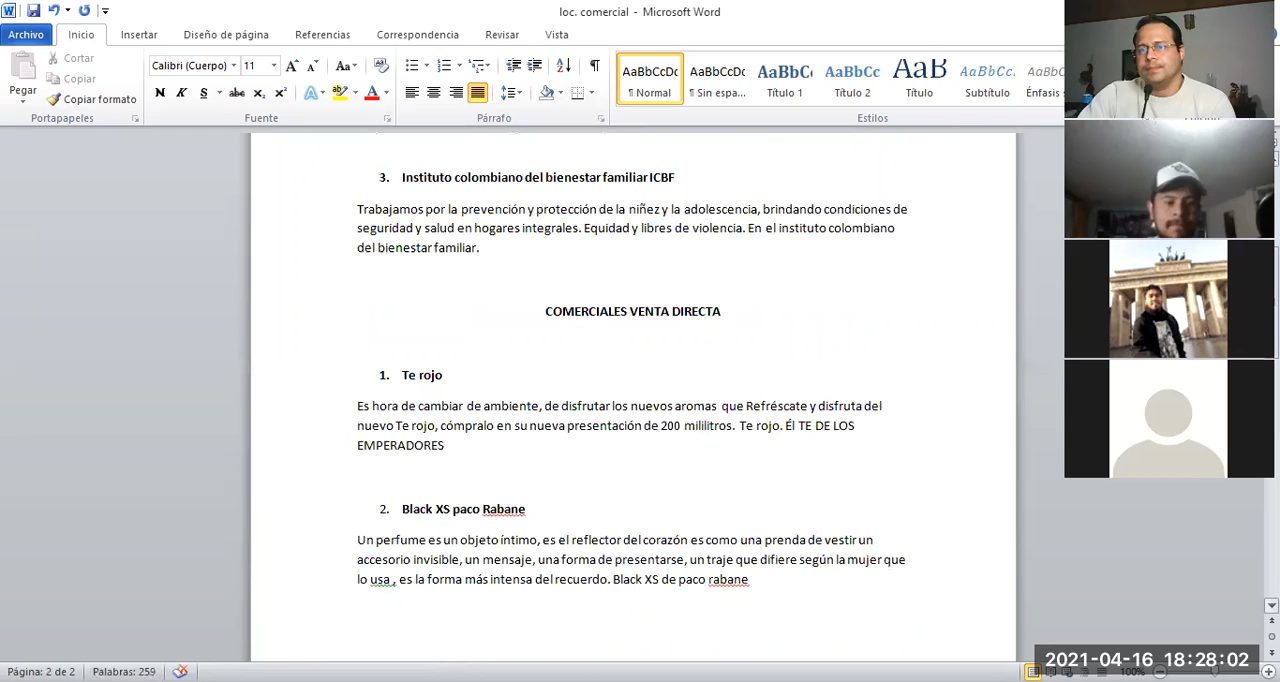 loc. comercial - Microsoft Word
Archivo Inicio Insertar Diseño de página Referencias Correspondencia Revisar Vista
Cortar
Copiar
Pegar
Copiar formato
Portapapeles
Calibri (Cuerpo) 11
Fuente
Párrafo
AaBbCcDc AaBbCcDc AaBbC AaBbCc AaB AaBbCc. AaBbCc
¶ Normal ¶ Sin espa... Título 1 Título 2 Título Subtítulo Énfasis
Estilos
3. Instituto colombiano del bienestar familiar ICBF
Trabajamos por la prevención y protección de la niñez y la adolescencia, brindando condiciones de
seguridad y salud en hogares integrales. Equidad y libres de violencia. En el instituto colombiano
del bienestar familiar.
COMERCIALES VENTA DIRECTA
1. Te rojo
Es hora de cambiar de ambiente, de disfrutar los nuevos aromas que Refréscate y disfruta del
nuevo Te rojo, cómpralo en su nueva presentación de 200 mililitros. Te rojo. Él TE DE LOS
EMPERADORES
2. Black XS paco Rabane
Un perfume es un objeto íntimo, es el reflector del corazón es como una prenda de vestir un
accesorio invisible, un mensaje, una forma de presentarse, un traje que difiere según la mujer que
lo usa , es la forma más intensa del recuerdo. Black XS de paco rabane
Página: 2 de 2 Palabras: 259
100%
2021-04-16 18:28:02